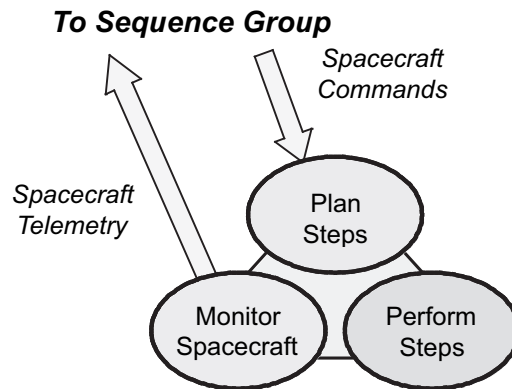 To Sequence Group
Spacecraft
Commands
Spacecraft
Telemetry
Plan
Steps
Monitor
Spacecraft
Perform
Steps